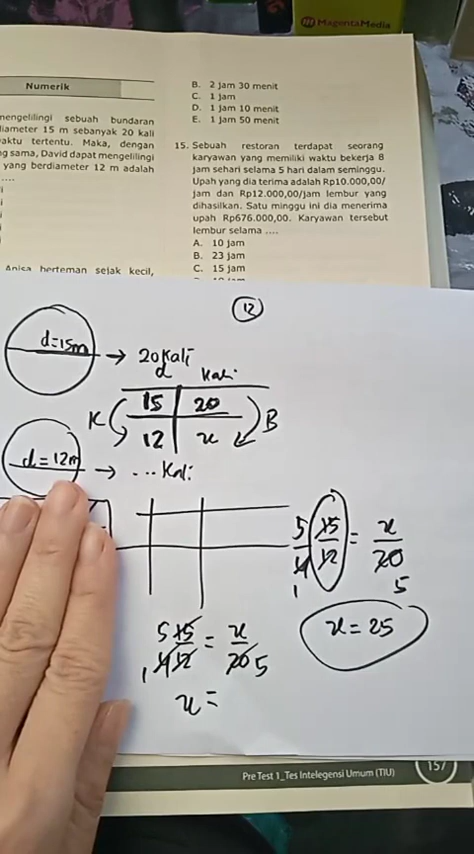 MagentaMedia
Numerik
mengelilingi sebuah bundaran
diameter 15 m sebanyak 20 kali
waktu tertentu. Maka, dengan
sama, David dapat mengelilingi
yang berdiameter 12 m adalah
....
Anisa berteman sejak kecil,
B. 2 jam 30 menit
C. 1 jam
D. 1 jam 10 menit
E. 1 jam 50 menit
15. Sebuah restoran terdapat seorang
karyawan yang memiliki waktu bekerja 8
jam sehari selama 5 hari dalam seminggu.
Upah yang dia terima adalah Rp10.000,00/
jam dan Rp12.000,00/jam lembur yang
dihasilkan. Satu minggu ini dia menerima
upah Rp676.000,00. Karyawan tersebut
lembur selama ....
A. 10 jam
B. 23 jam
C. 15 jam
12
d=15m → 20 kali
d kali
K 15 20 B
12 x
d = 12m → ... kali
5 15 / 4 12 = x / 20
1 5
x = 25
5 15 / 1 4 12 = x / 20 5
x =
Pre Test 1_Tes Intelegensi Umum (TIU)
157